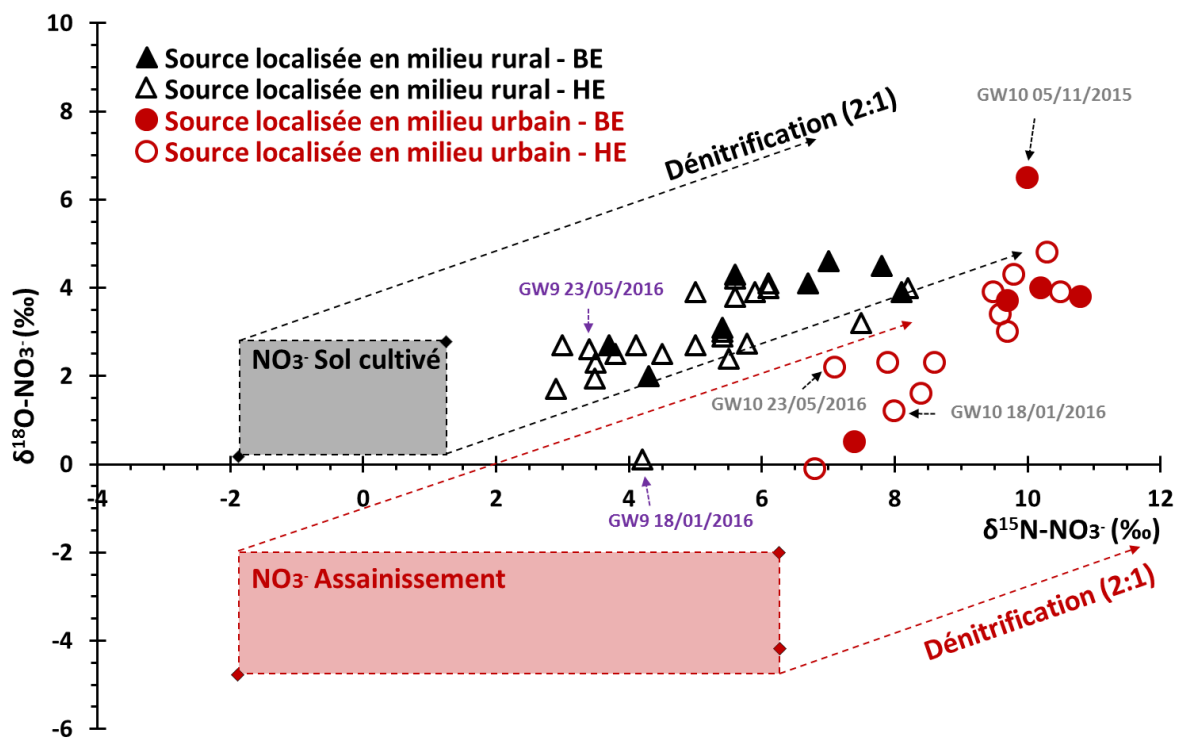 10
8
6
4
2
0
-2
-4
-6
δ¹⁸O-NO₃- (‰)
Source localisée en milieu rural - BE
Source localisée en milieu rural - HE
Source localisée en milieu urbain - BE
Source localisée en milieu urbain - HE
Dénitrification (2:1)
GW10 05/11/2015
GW9 23/05/2016
NO₃- Sol cultivé
GW10 23/05/2016
GW10 18/01/2016
-4 -2 0 2 4 6 8 10 12
GW9 18/01/2016
δ¹⁵N-NO₃- (‰)
NO₃- Assainissement
Dénitrification (2:1)